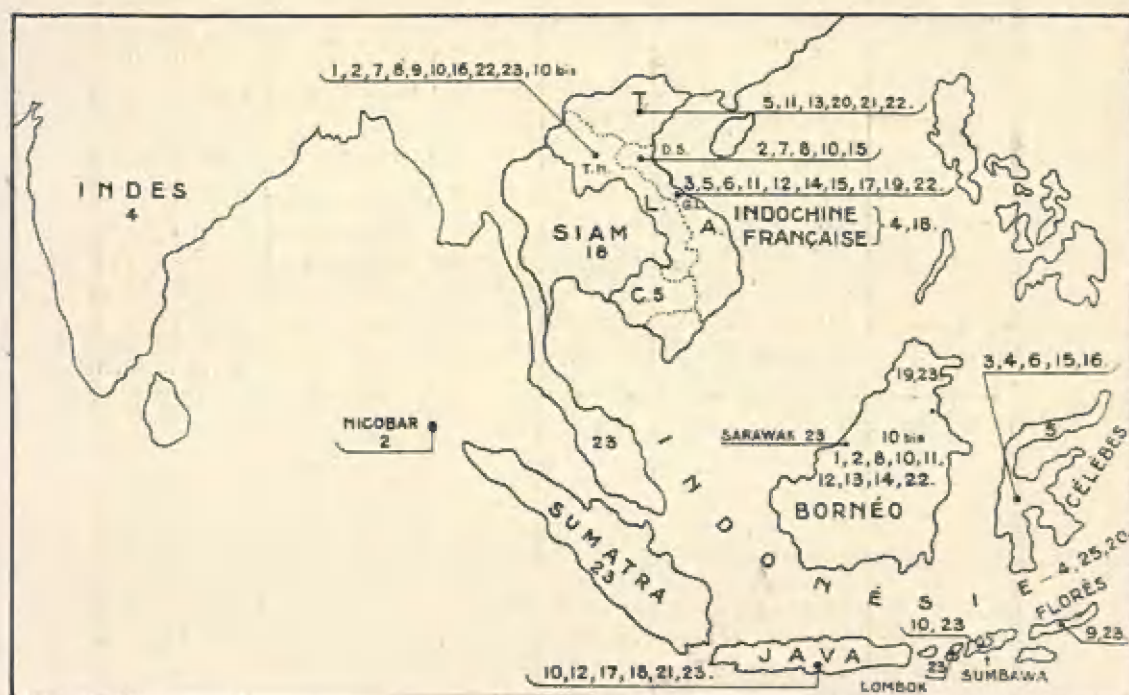 1, 2, 7, 8, 9, 10, 16, 22, 23, 10 bis
T.
5, 11, 13, 20, 21, 22.
D.S.
2, 7, 8, 10, 15
T.H.
3, 5, 6, 11, 12, 14, 15, 17, 19, 22.
G.L.
INDES
4
L.
A.
INDOCHINE
FRANÇAISE } 4, 18.
SIAM
18
C.S.
19, 23
3, 4, 6, 15, 16.
NICOBAR
2
23
SARAWAK 23
10 bis
1, 2, 8, 10, 11.
12, 13, 14, 22.
BORNÉO
5
CÉLÈBES
SUMATRA
23
INDONÉSIE – 4, 25, 20
FLORÈS
10, 23
9, 23.
JAVA
10, 12, 17, 18, 21, 23.
23
LOMBOK
SUMBAWA